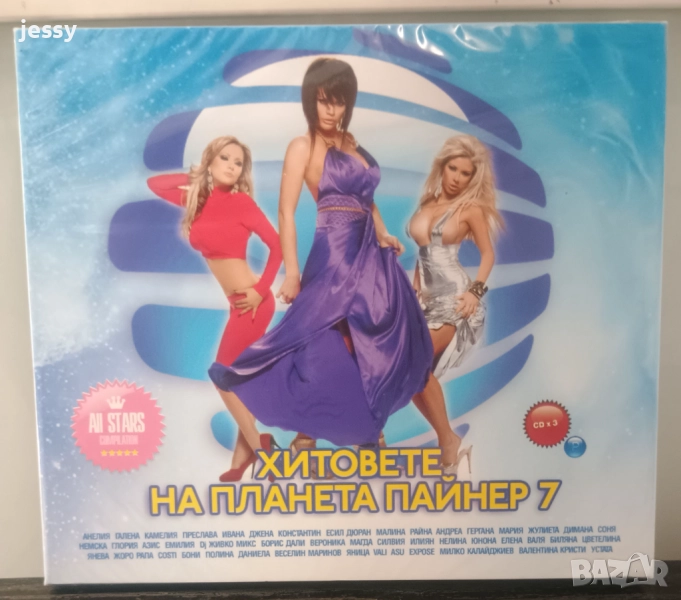 jessy
All STARS
COMPILATION
CD x 3
ХИТОВЕТЕ
НА ПЛАНЕТА ПАЙНЕР 7
АНЕЛИЯ ГАЛЕНА КАМЕЛИЯ ПРЕСЛАВА ИВАНА ДЖЕНА КОНСТАНТИН ЕСИЛ ДЮРАН МАЛИНА РАЙНА АНДРЕА ГЕРГАНА МАРИЯ ЖУЛИЕТА ДИМАНА СОНЯ
НЕМСКА ГЛОРИЯ АЗИС ЕМИЛИЯ Dj ЖИВКО МИКС БОРИС ДАЛИ ВЕРОНИКА МАГДА СИЛВИЯ ИЛИЯН НЕЛИНА ЮНОНА ЕЛЕНА ВАЛЯ БИЛЯНА ЦВЕТЕЛИНА
ЯНЕВА ЖОРО РАПА COSTI БОНИ ПОЛИНА ДАНИЕЛА ВЕСЕЛИН МАРИНОВ ЯНИЦА VALI ASU EXPOSE МИЛКО КАЛАЙДЖИЕВ ВАЛЕНТИНА КРИСТИ УСТАТА
BAZAR